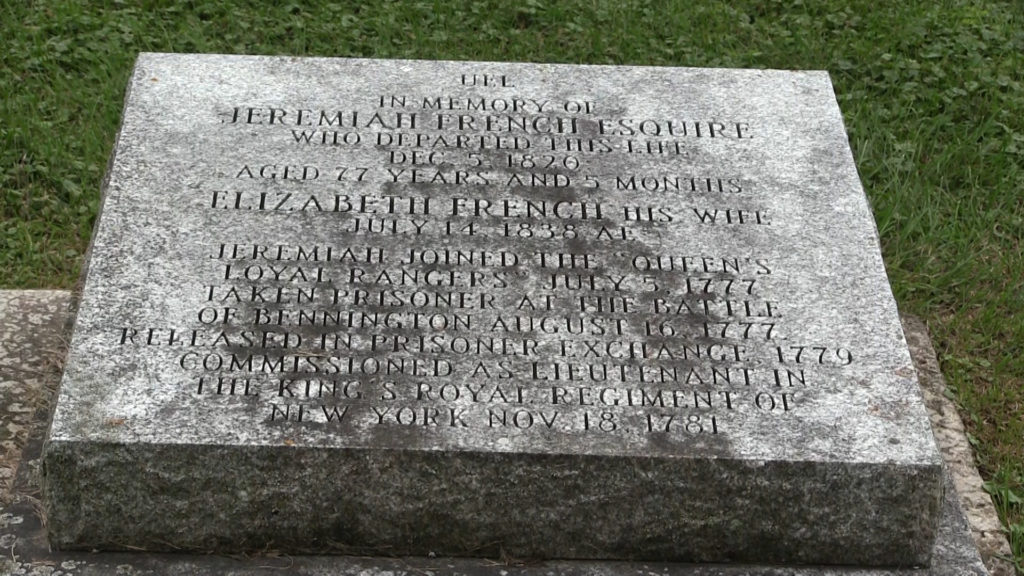 UEL
IN MEMORY OF
JEREMIAH FRENCH ESQUIRE
WHO DEPARTED THIS LIFE
DEC. 5, 1820
AGED 77 YEARS AND 5 MONTHS
ELIZABETH FRENCH HIS WIFE
JULY 14, 1838 AE.
JEREMIAH JOINED THE "QUEEN'S
LOYAL RANGERS" JULY 5, 1777
TAKEN PRISONER AT THE BATTLE
OF BENNINGTON AUGUST 16, 1777
RELEASED IN PRISONER EXCHANGE, 1779
COMMISSIONED AS LIEUTENANT IN
THE KING'S ROYAL REGIMENT OF
NEW YORK NOV. 18, 1781